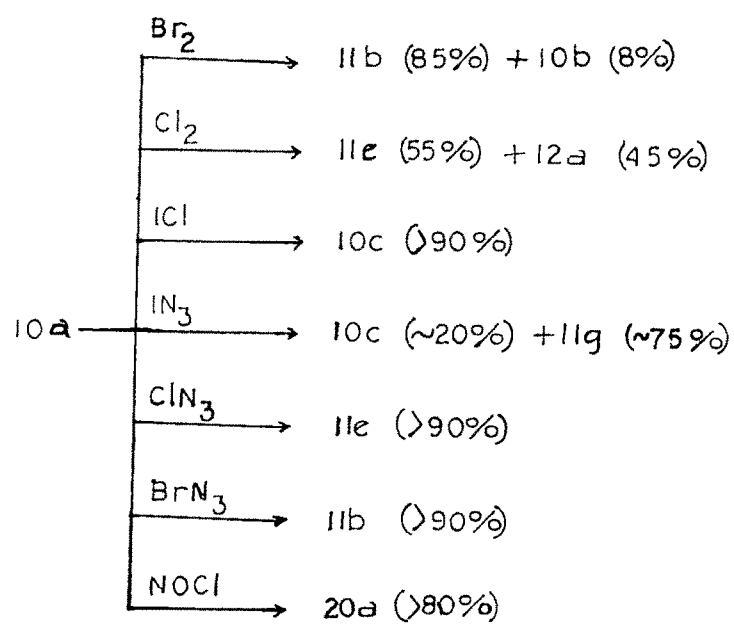 Br2
11b (85%) + 10b (8%)
Cl2
11e (55%) + 12a (45%)
ICl
10c (>90%)
IN3
10a
10c (~20%) + 11g (~75%)
ClN3
11e (>90%)
BrN3
11b (>90%)
NOCl
20a (>80%)